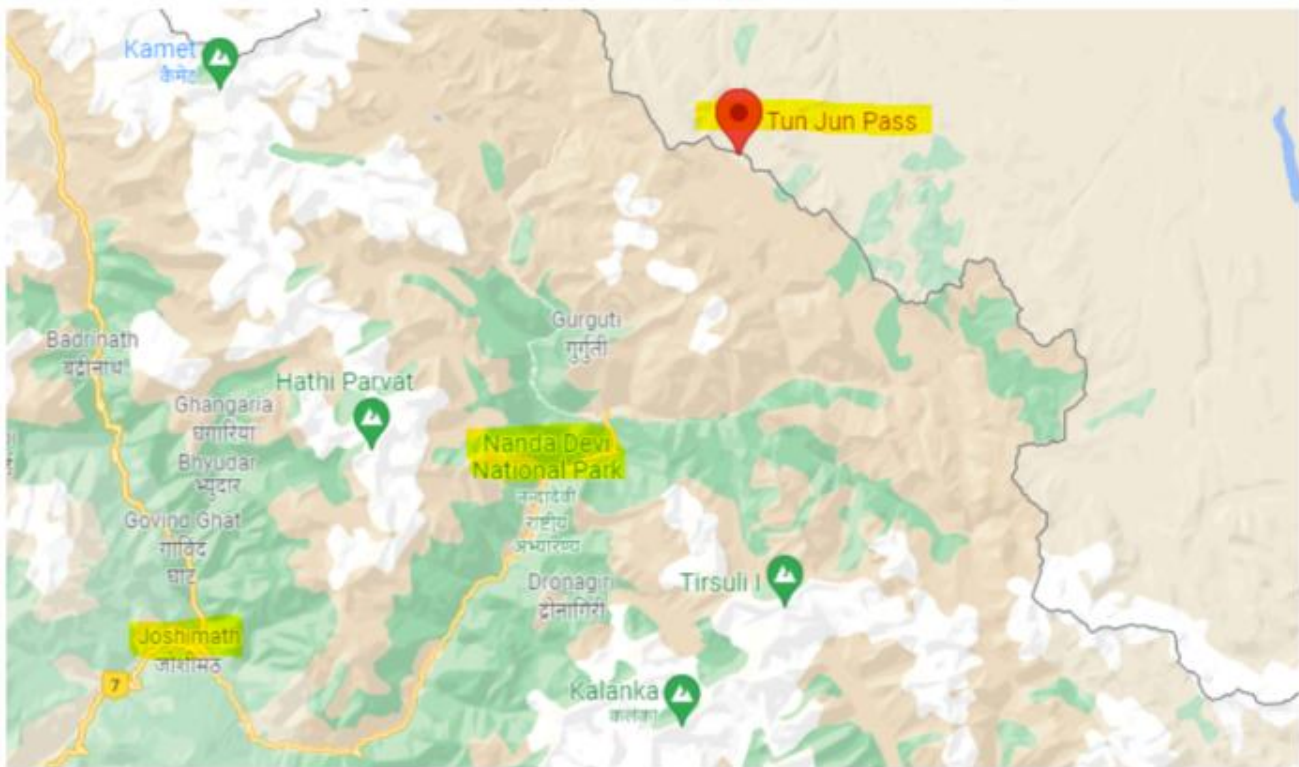 Kamet
कैमेट
Tun Jun Pass
Gurguti
गुर्गुती
Badrinath
बद्रीनाथ
Hathi Parvat
Ghangaria
घंगारिया
Bhyudar
भ्युदार
Nanda Devi
National Park
नन्दादेवी
राष्ट्रीय
अभ्यारण्य
Govind Ghat
गोविंद
घाट
Dronagiri
द्रोनागिरी
Tirsuli I
Joshimath
जोशीमठ
7
Kalanka
कलंका